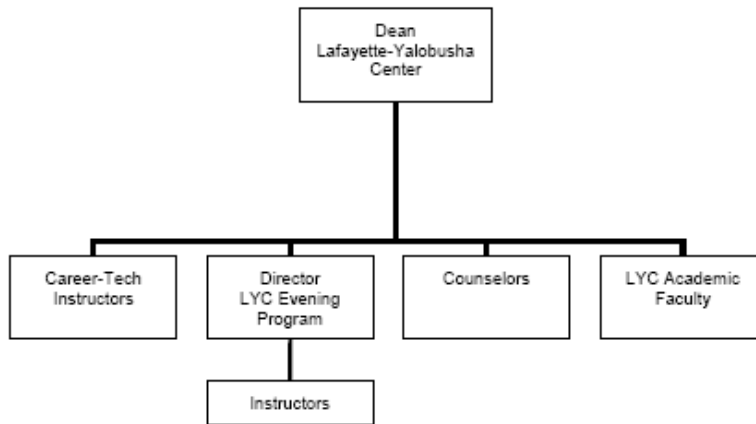 Dean
Lafayette-Yalobusha
Center
Career-Tech
Instructors
Director
LYC Evening
Program
Counselors
LYC Academic
Faculty
Instructors